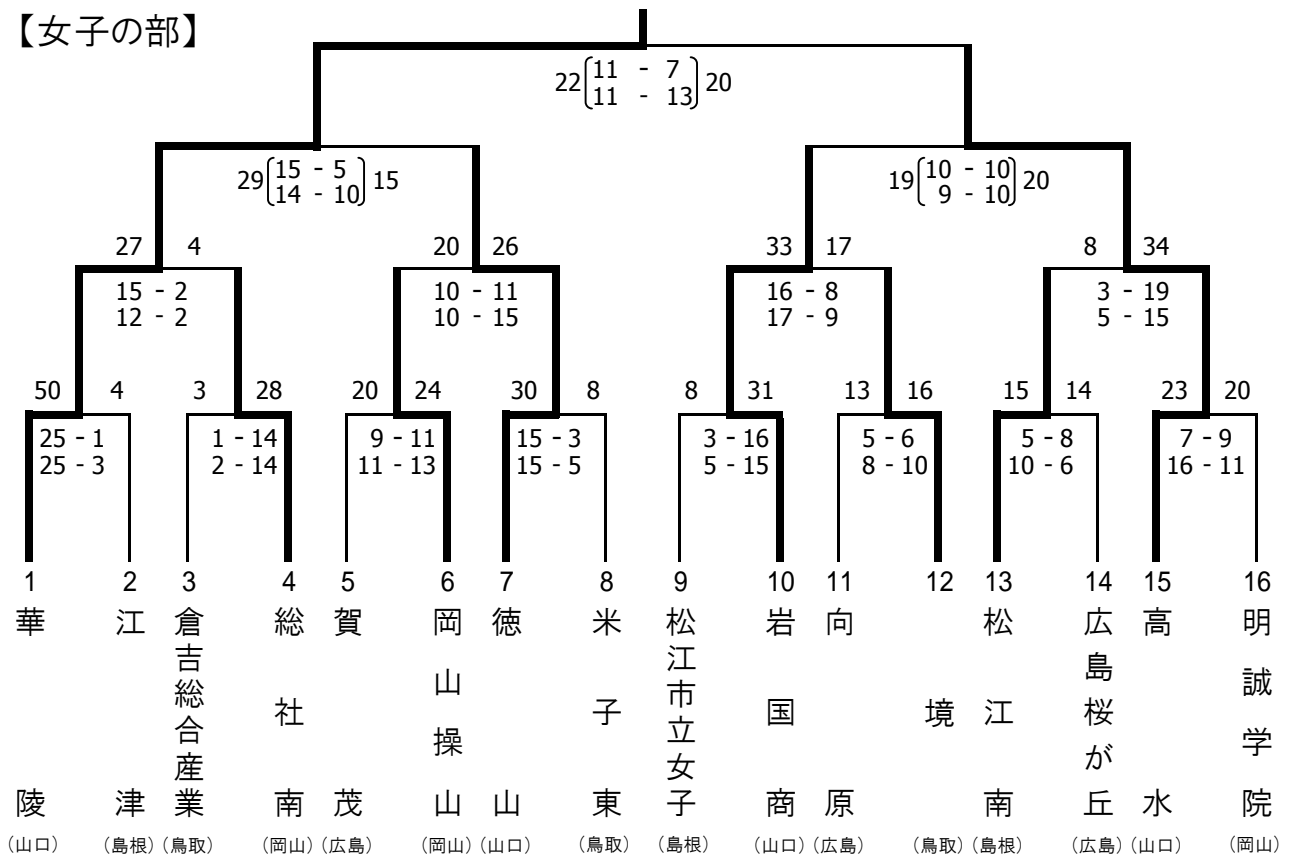 【女子の部】
22 11 - 7 20
11 - 13
29 15 - 5 15
14 - 10
19 10 - 10 20
9 - 10
27 4 20 26 33 17 8 34
15 - 2 10 - 11 16 - 8 3 - 19
12 - 2 10 - 15 17 - 9 5 - 15
50 4 3 28 20 24 30 8 8 31 13 16 15 14 23 20
25 - 1 1 - 14 9 - 11 15 - 3 3 - 16 5 - 6 5 - 8 7 - 9
25 - 3 2 - 14 11 - 13 15 - 5 5 - 15 8 - 10 10 - 6 16 - 11
1 2 3 4 5 6 7 8 9 10 11 12 13 14 15 16
華陵
江津
倉吉総合産業
総社南
賀茂
岡山操山
徳山
米子東
松江市立女子
岩国商
向原
境
松江南
広島桜が丘
高水
明誠学院
(山口) (島根) (鳥取) (岡山) (広島) (岡山) (山口) (鳥取) (島根) (山口) (広島) (鳥取) (島根) (広島) (山口) (岡山)